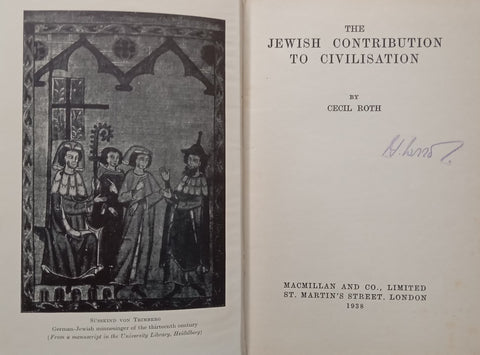 SÜSSKIND VON TRIMBERG
German-Jewish minnesinger of the thirteenth century
(From a manuscript in the University Library, Heidelberg)
THE
JEWISH CONTRIBUTION
TO CIVILISATION
BY
CECIL ROTH
MACMILLAN AND CO., LIMITED
ST. MARTIN'S STREET, LONDON
1938